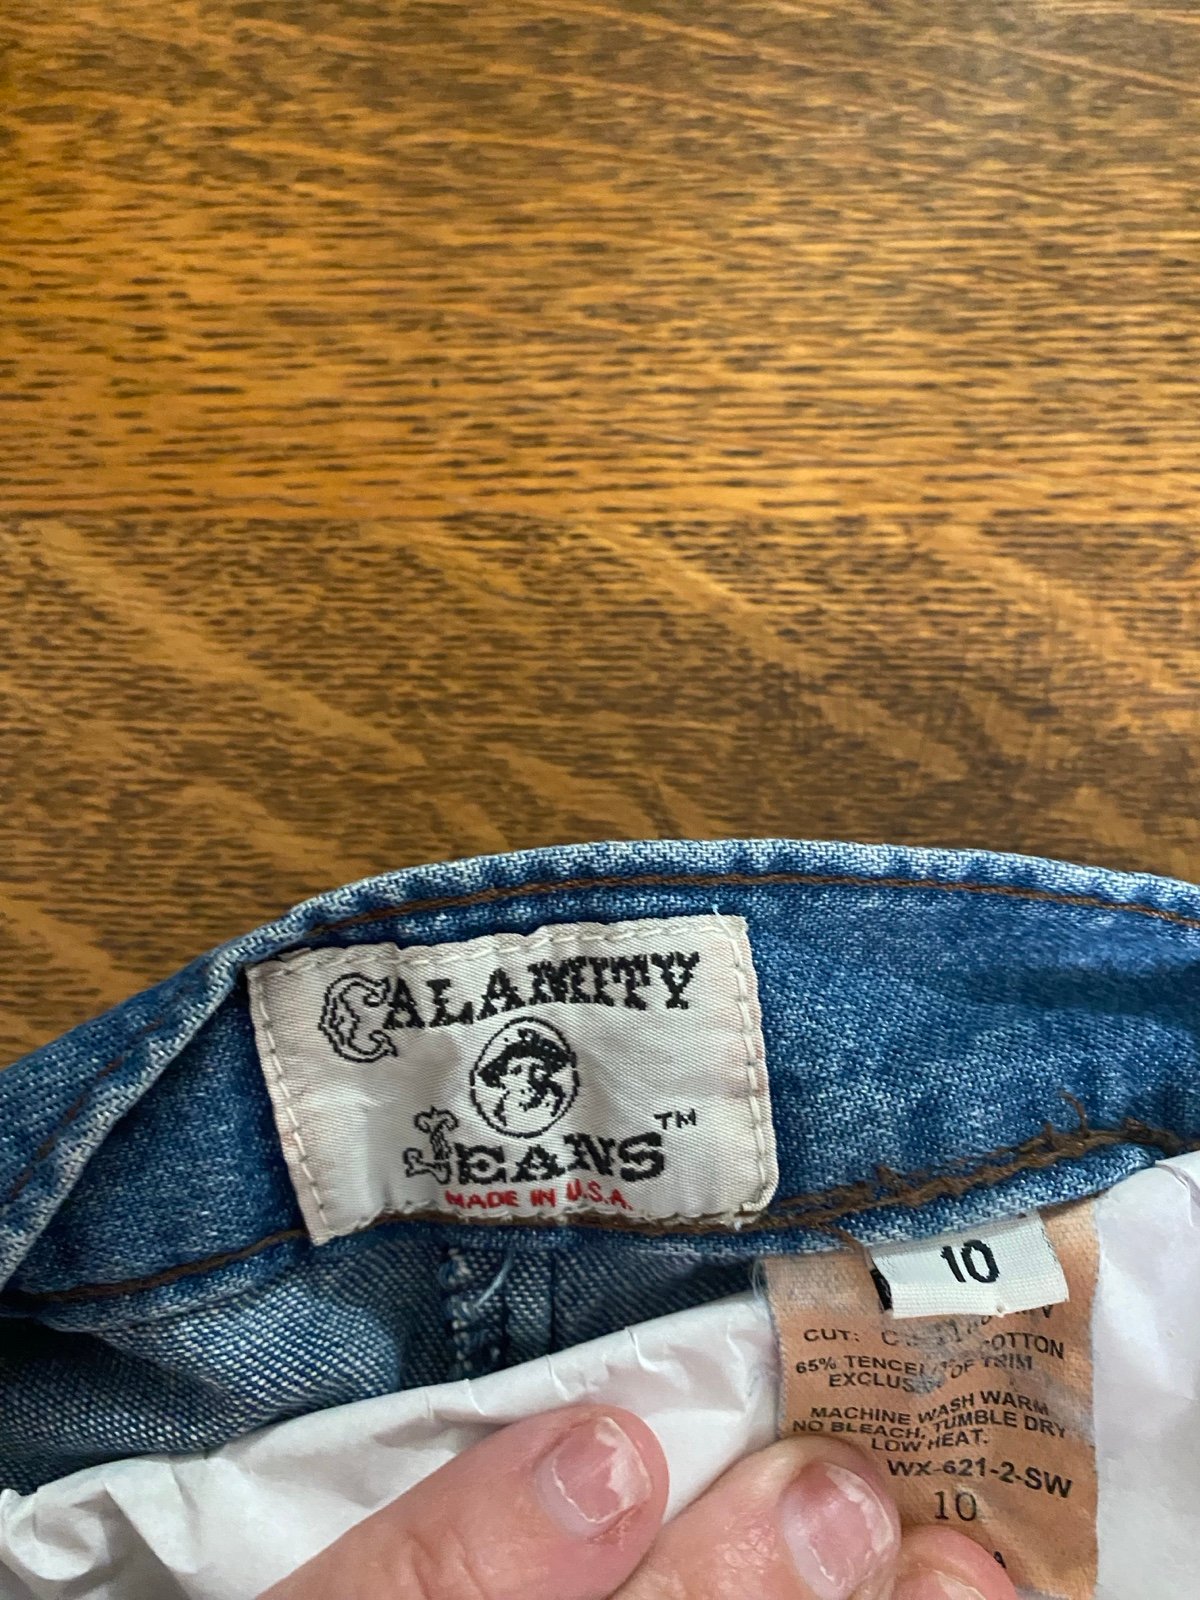 CALAMITY
JEANS™
MADE IN U.S.A.
10
CUT: COTTON
65% TENCEL OF TRIM
MACHINE WASH WARM
NO BLEACH, TUMBLE DRY
LOW HEAT.
WX-621-2-SW
10